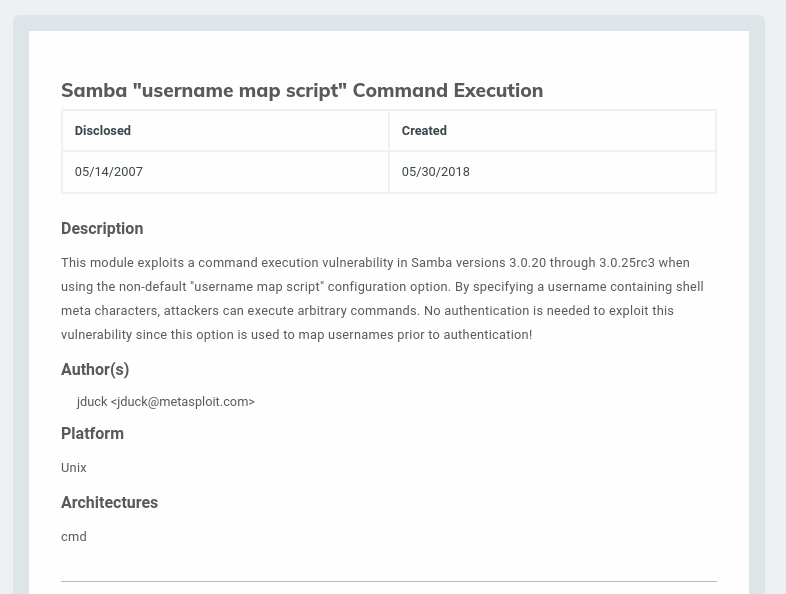 Samba "username map script" Command Execution
Disclosed Created
05/14/2007 05/30/2018
Description
This module exploits a command execution vulnerability in Samba versions 3.0.20 through 3.0.25rc3 when
using the non-default "username map script" configuration option. By specifying a username containing shell
meta characters, attackers can execute arbitrary commands. No authentication is needed to exploit this
vulnerability since this option is used to map usernames prior to authentication!
Author(s)
jduck <jduck@metasploit.com>
Platform
Unix
Architectures
cmd